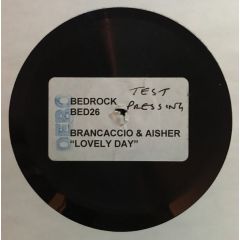 BEDROCK
BED26
TEST
PRESSING
BRANCACCIO & AISHER
"LOVELY DAY"